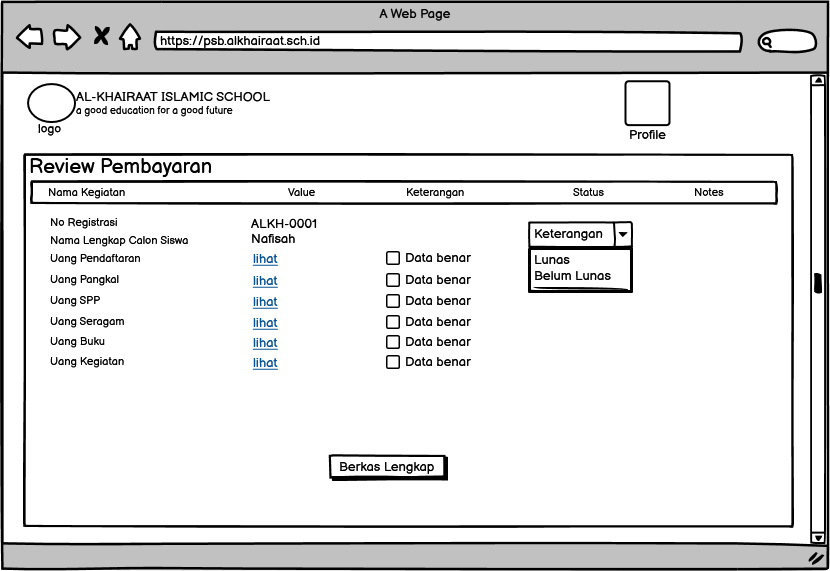 A Web Page
https://psb.alkhairaat.sch.id
AL-KHAIRAAT ISLAMIC SCHOOL
a good education for a good future
logo
Profile
Review Pembayaran
Nama Kegiatan Value Keterangan Status Notes
No Registrasi ALKH-0001
Keterangan
Nama Lengkap Calon Siswa Nafisah
Uang Pendaftaran lihat Data benar Lunas
Belum Lunas
Uang Pangkal lihat Data benar
Uang SPP lihat Data benar
Uang Seragam lihat Data benar
Uang Buku lihat Data benar
Uang Kegiatan lihat Data benar
Berkas Lengkap